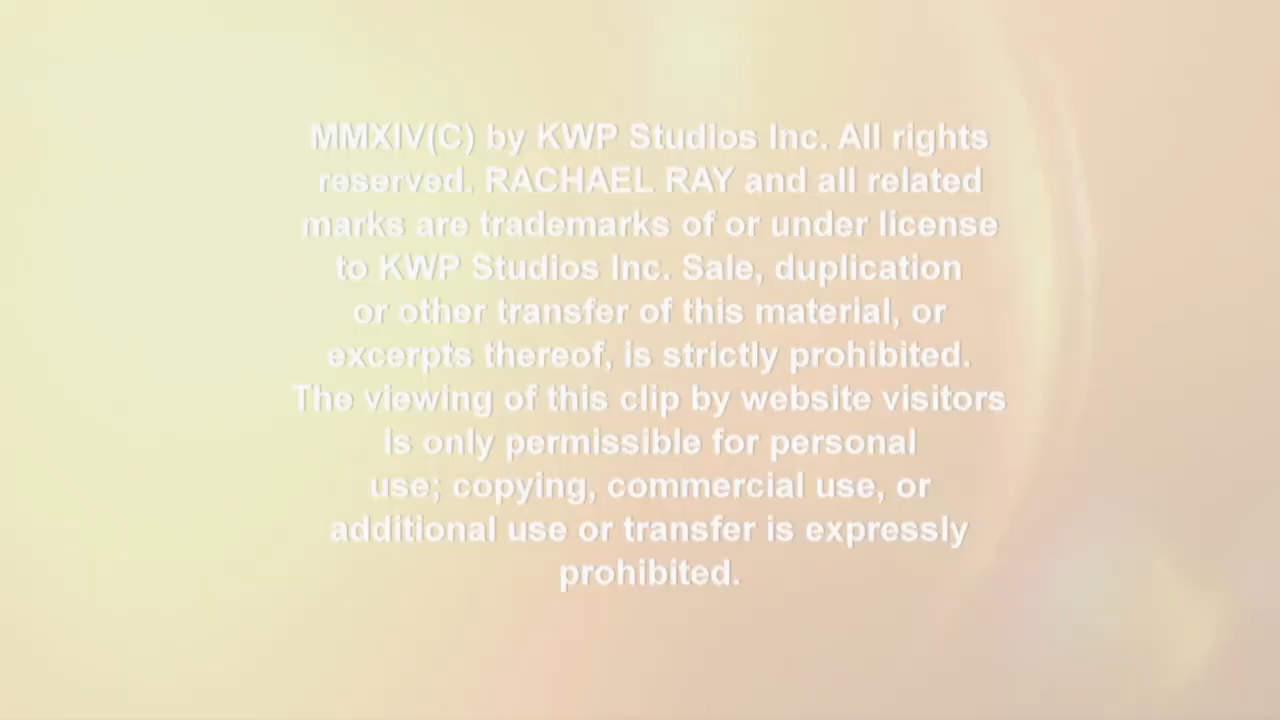 MMXIV(C) by KWP Studios Inc. All rights
reserved. RACHAEL RAY and all related
marks are trademarks of or under license
to KWP Studios Inc. Sale, duplication
or other transfer of this material, or
excerpts thereof, is strictly prohibited.
The viewing of this clip by website visitors
is only permissible for personal
use; copying, commercial use, or
additional use or transfer is expressly
prohibited.